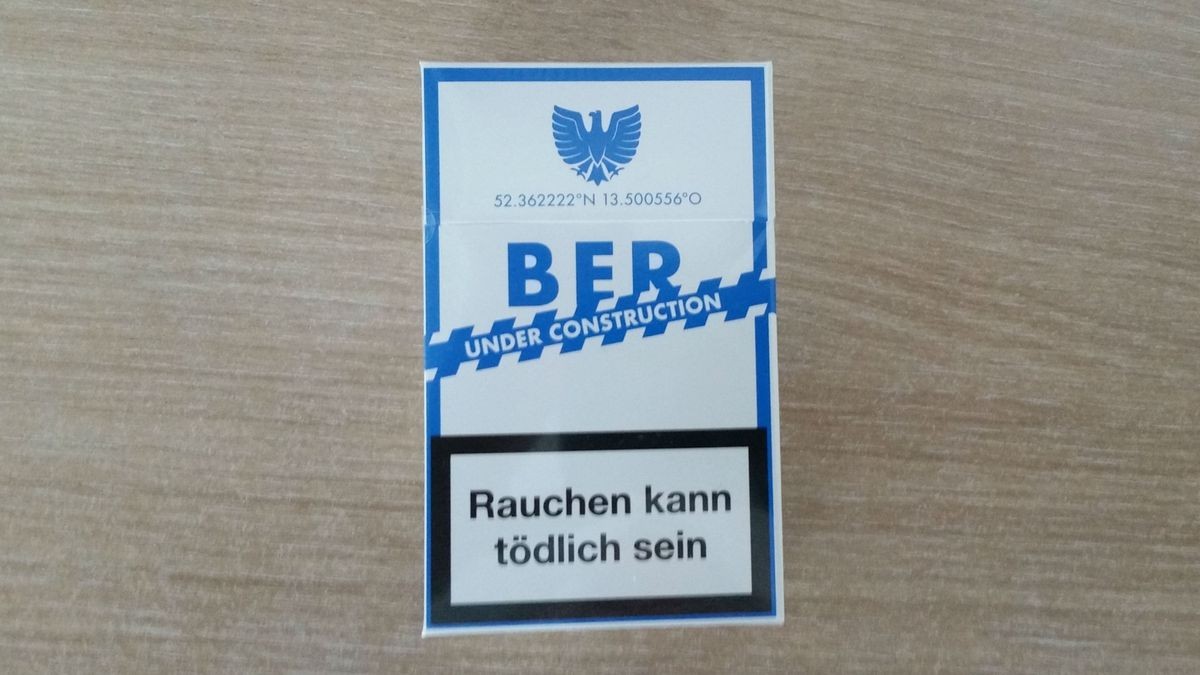 52.362222°N 13.500556°O
BER
UNDER CONSTRUCTION
Rauchen kann
tödlich sein